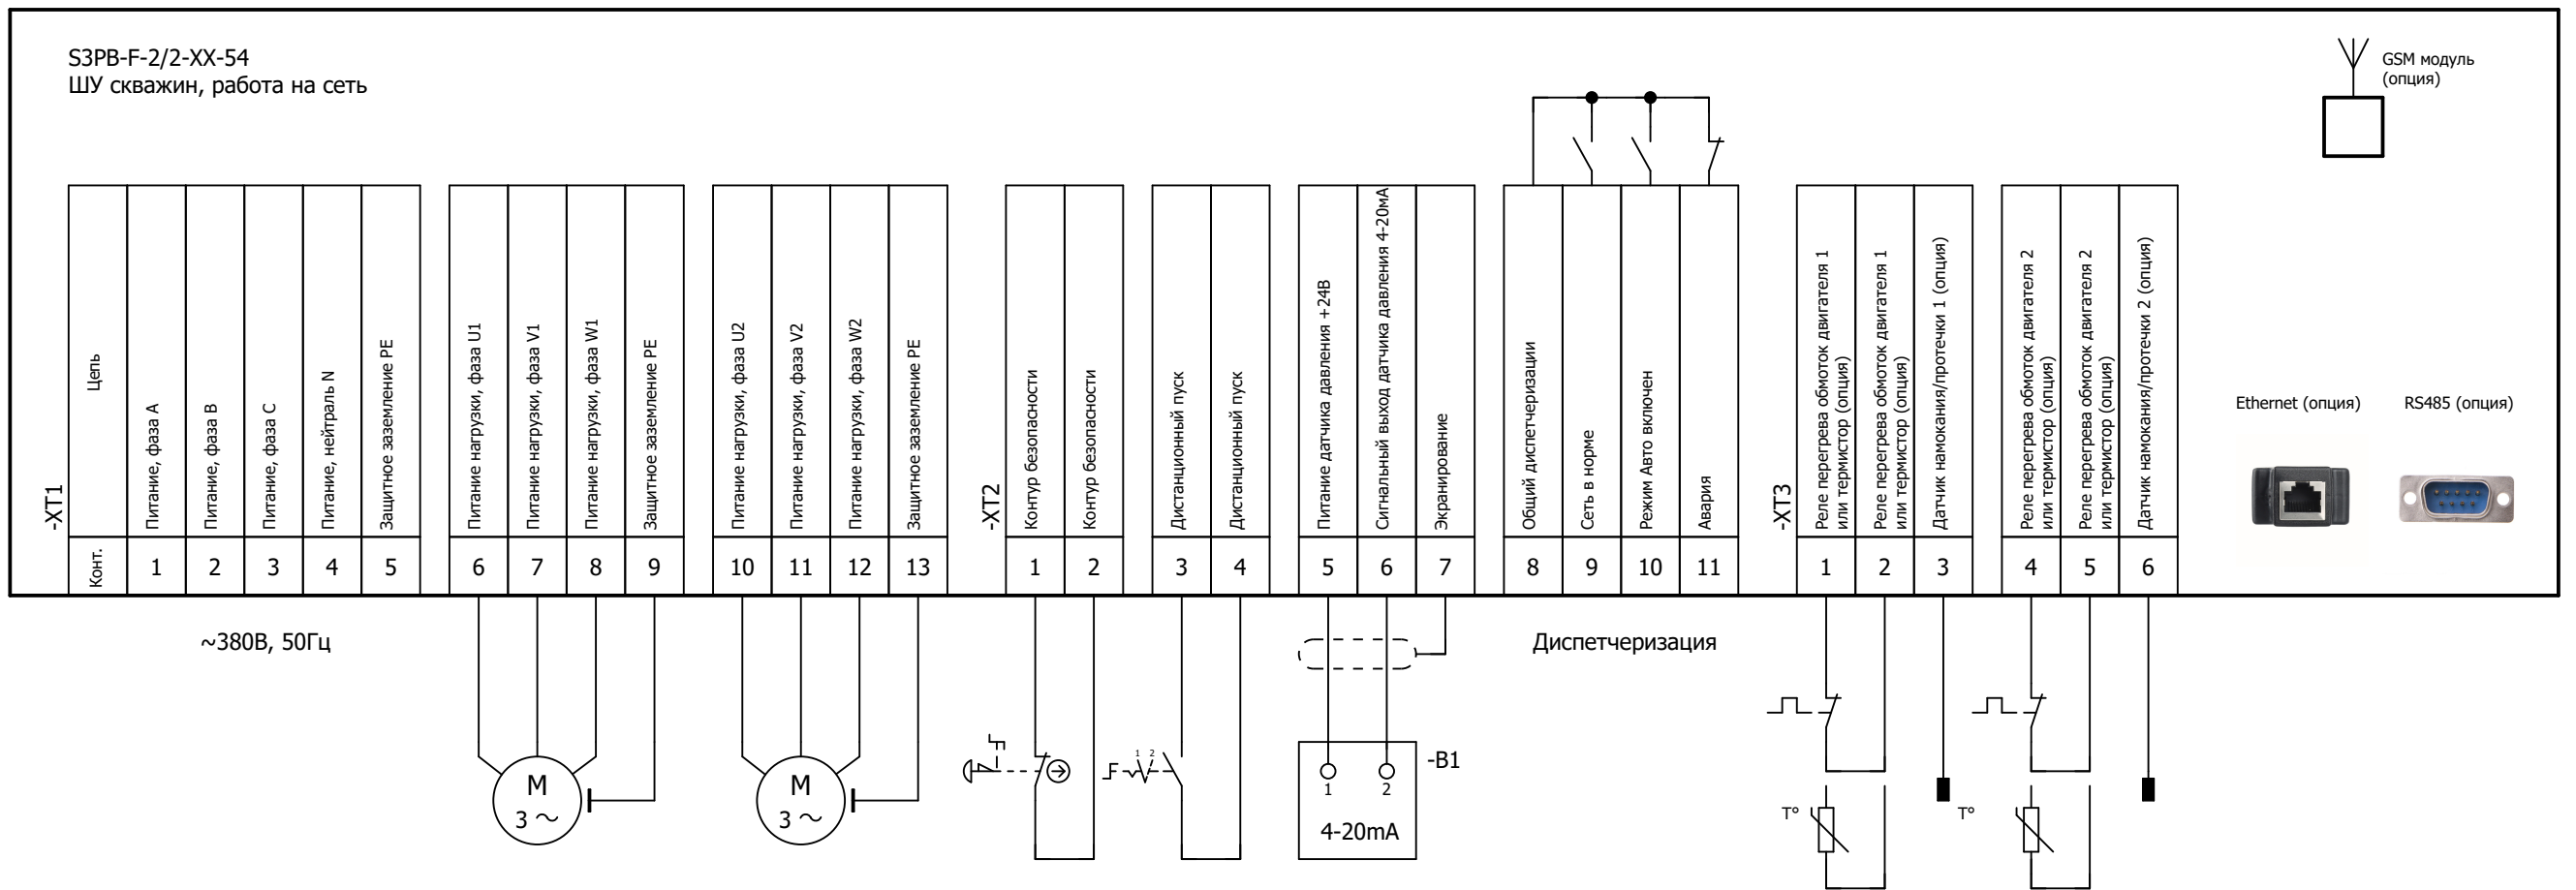 S3PB-F-2/2-XX-54
ШУ скважин, работа на сеть
GSM модуль
(опция)
-XT1
Цепь
Конт.
Питание, фаза A
1
Питание, фаза B
2
Питание, фаза C
3
Питание, нейтраль N
4
Защитное заземление PE
5
Питание нагрузки, фаза U1
6
Питание нагрузки, фаза V1
7
Питание нагрузки, фаза W1
8
Защитное заземление PE
9
Питание нагрузки, фаза U2
10
Питание нагрузки, фаза V2
11
Питание нагрузки, фаза W2
12
Защитное заземление PE
13
-XT2
Контур безопасности
1
Контур безопасности
2
Дистанционный пуск
3
Дистанционный пуск
4
Питание датчика давления +24В
5
Сигнальный выход датчика давления 4-20мА
6
Экранирование
7
Общий диспетчеризации
8
Сеть в норме
9
Режим Авто включен
10
Авария
11
-XT3
Реле перегрева обмоток двигателя 1
или термистор (опция)
1
Реле перегрева обмоток двигателя 1
или термистор (опция)
2
Датчик намокания/протечки 1 (опция)
3
Реле перегрева обмоток двигателя 2
или термистор (опция)
4
Реле перегрева обмоток двигателя 2
или термистор (опция)
5
Датчик намокания/протечки 2 (опция)
6
Ethernet (опция)
RS485 (опция)
~380В, 50Гц
Диспетчеризация
M
3 ~
M
3 ~
1 2
-B1
1
2
4-20mA
T°
T°